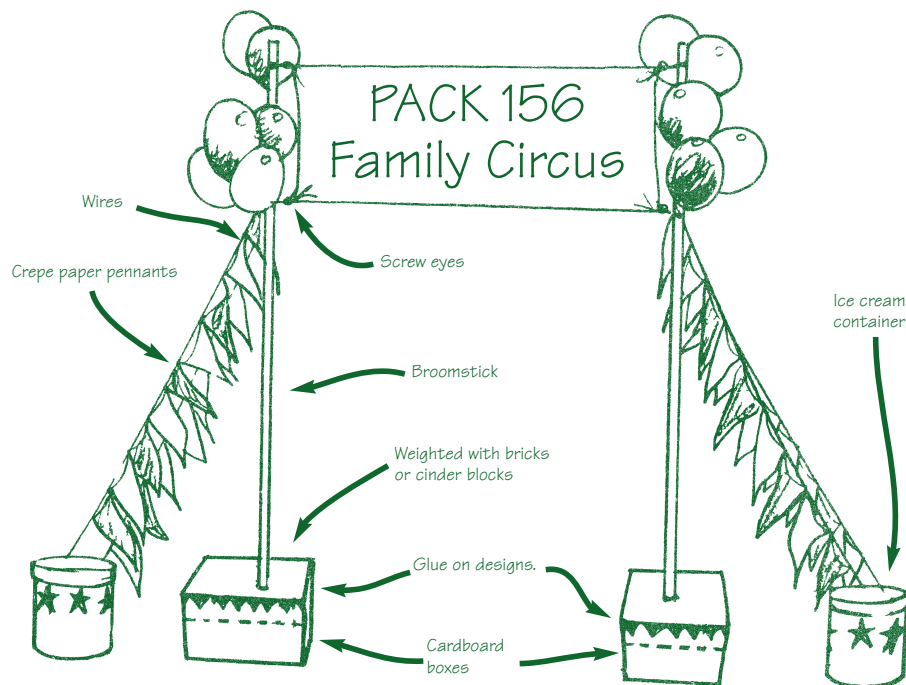 PACK 156
Family Circus
Wires
Screw eyes
Crepe paper pennants
Ice cream
container
Broomstick
Weighted with bricks
or cinder blocks
Glue on designs.
Cardboard
boxes